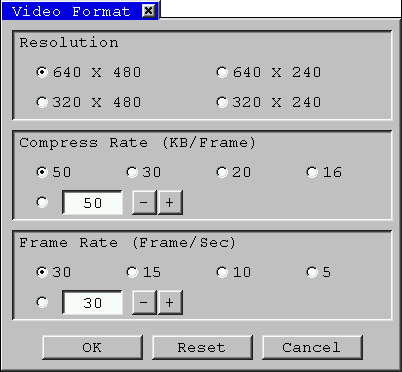 Video Format
Resolution
640 X 480 640 X 240
320 X 480 320 X 240
Compress Rate (KB/Frame)
50 30 20 16
50 - +
Frame Rate (Frame/Sec)
30 15 10 5
30 - +
OK Reset Cancel